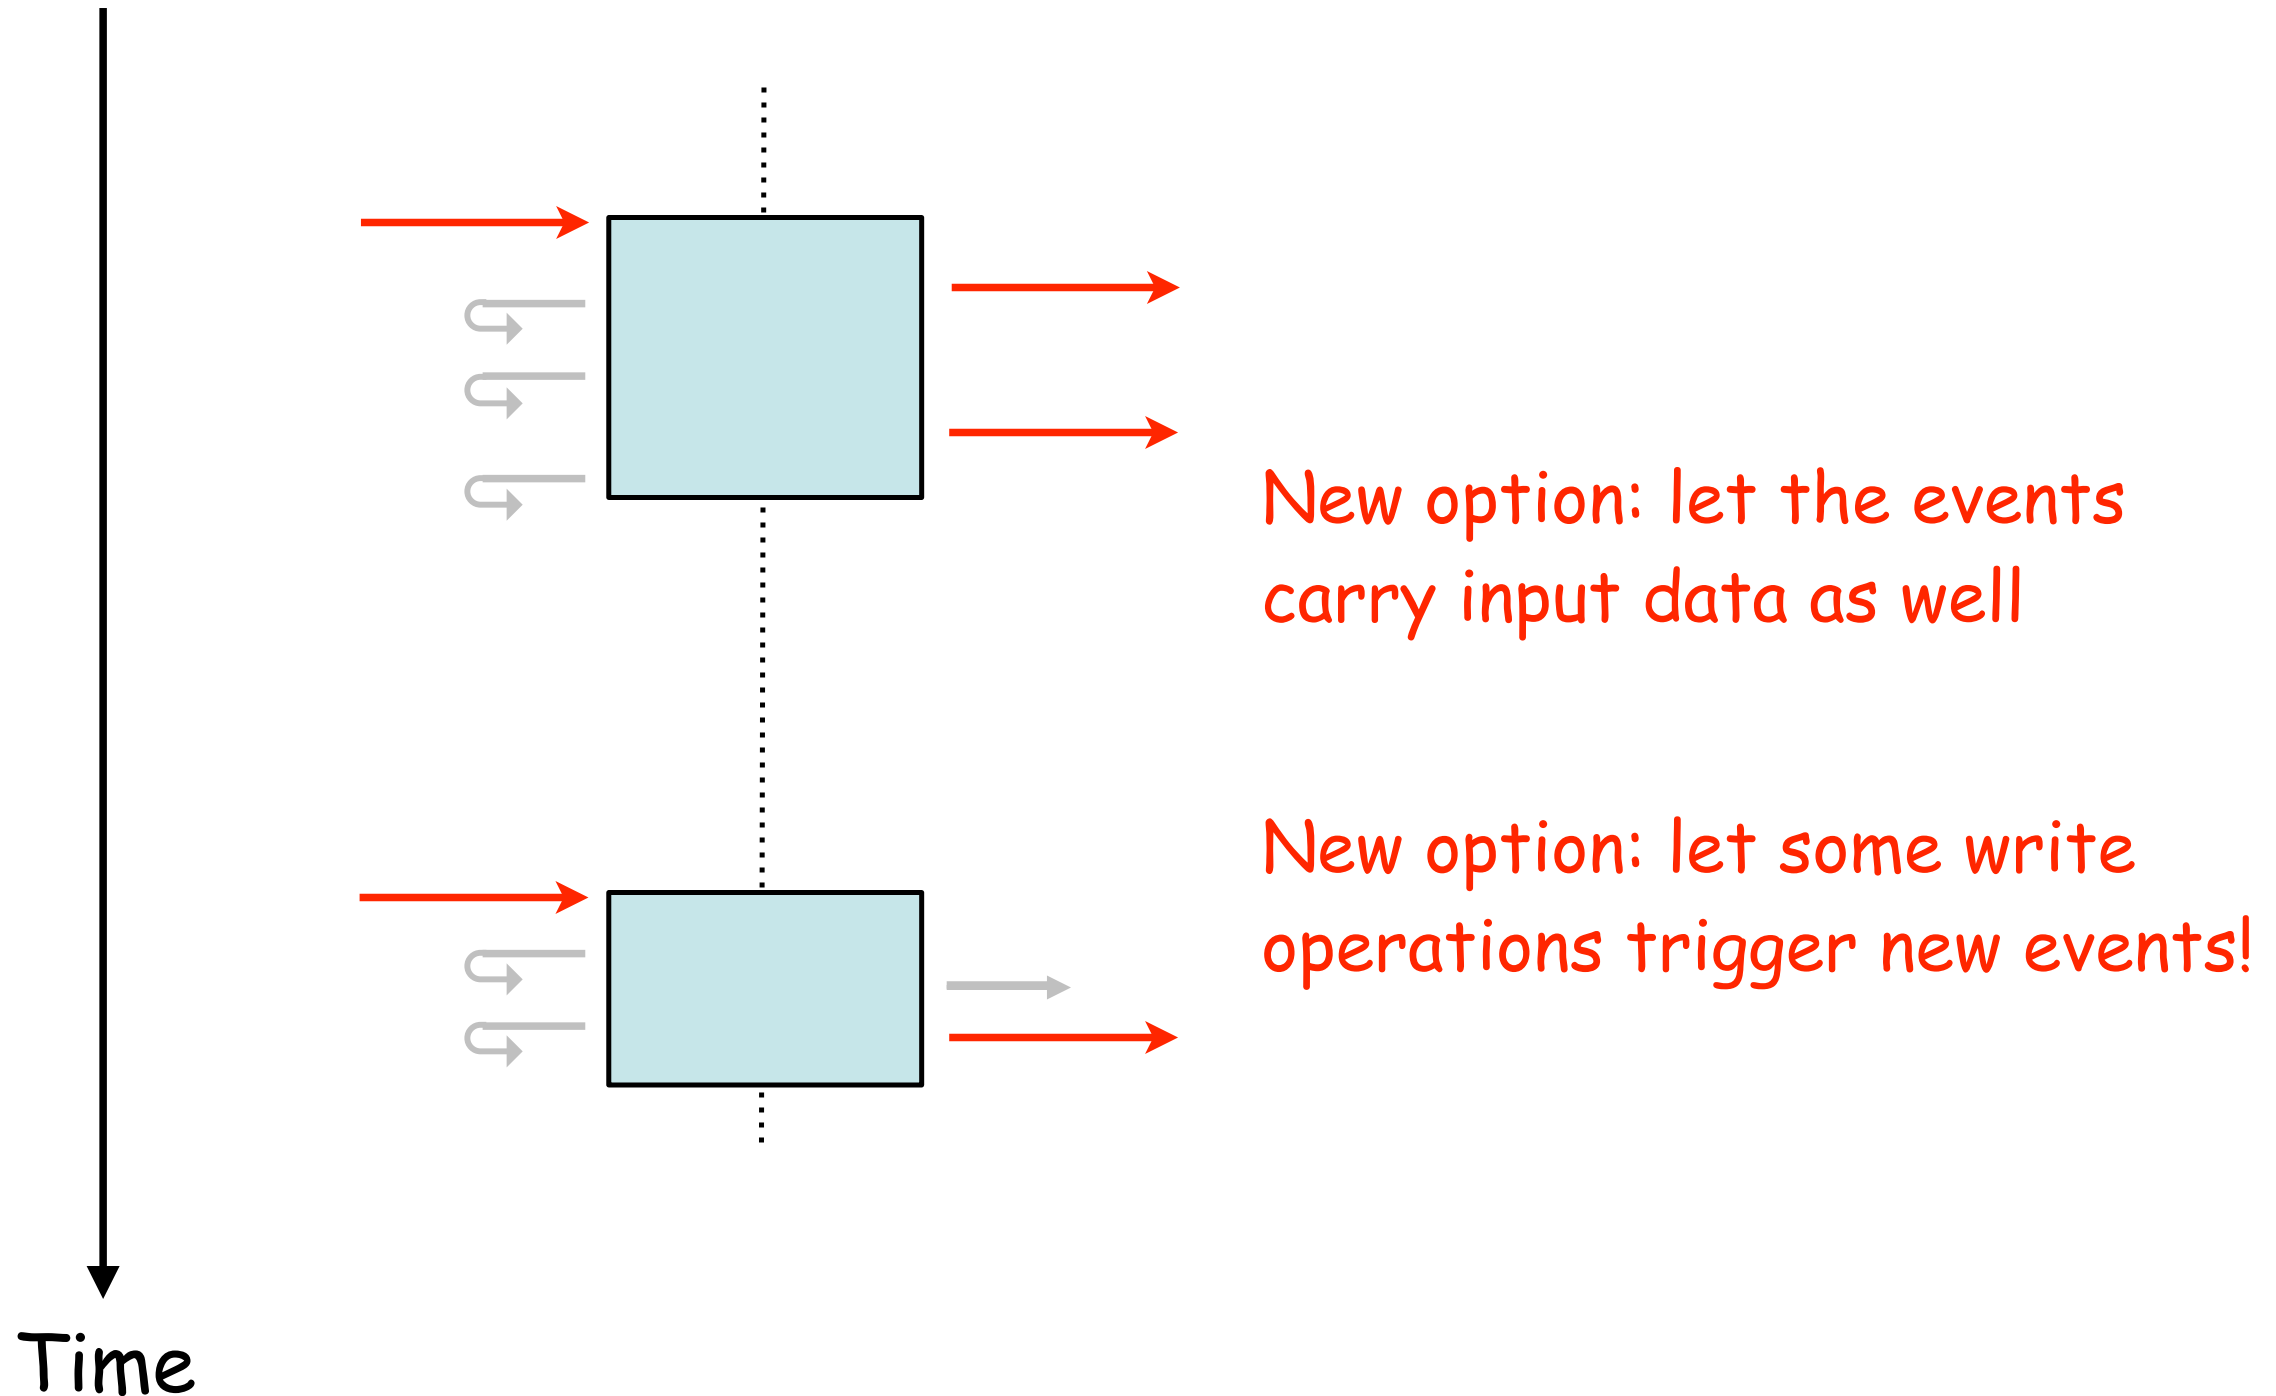 New option: let the events
carry input data as well
New option: let some write
operations trigger new events!
Time